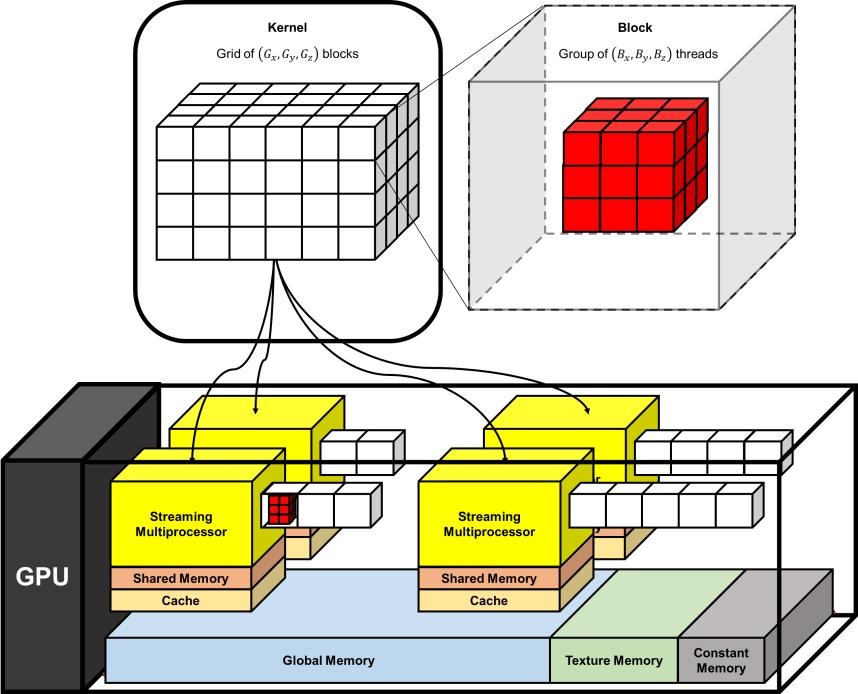 Kernel
Grid of (Gx, Gy, Gz) blocks
Block
Group of (Bx, By, Bz) threads
GPU
Streaming
Multiprocessor
Shared Memory
Cache
Streaming
Multiprocessor
Shared Memory
Cache
Global Memory
Texture Memory
Constant
Memory